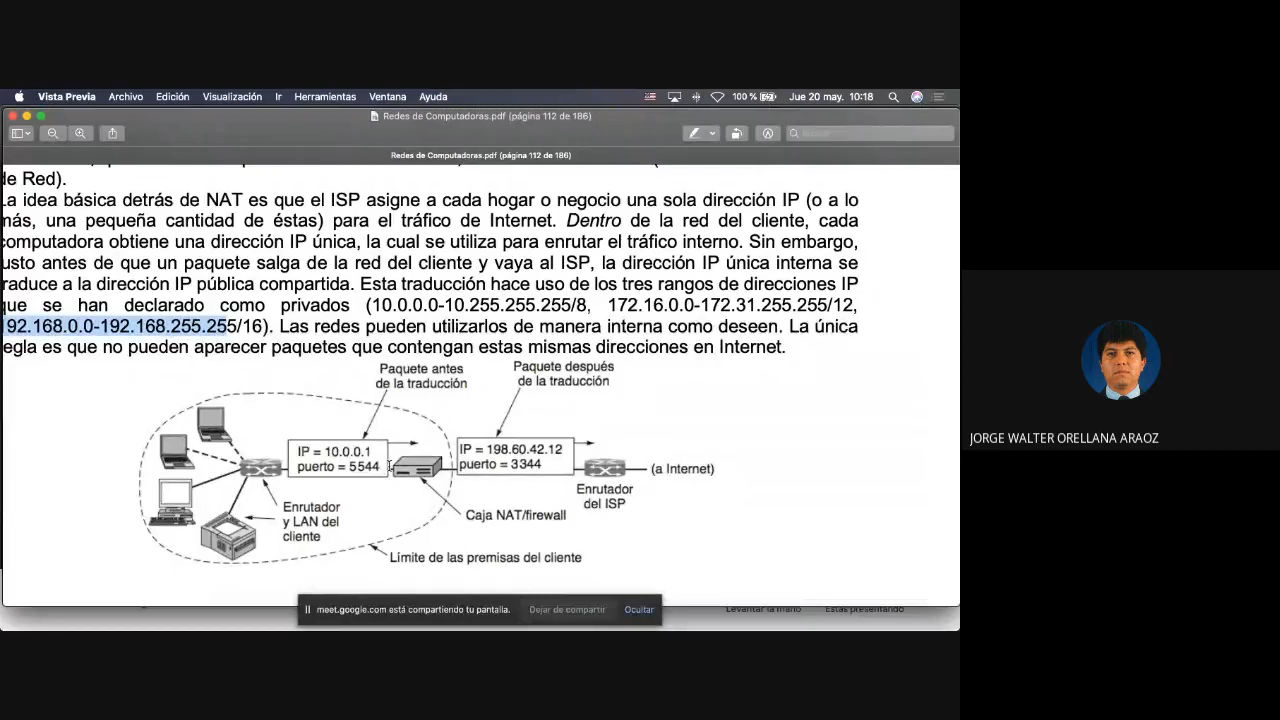 Vista Previa Archivo Edición Visualización Ir Herramientas Ventana Ayuda 100 % Jue 20 may. 10:18
Redes de Computadoras.pdf (página 112 de 186)
Redes de Computadoras.pdf (página 112 de 186)
de Red).
La idea básica detrás de NAT es que el ISP asigne a cada hogar o negocio una sola dirección IP (o a lo
más, una pequeña cantidad de éstas) para el tráfico de Internet. Dentro de la red del cliente, cada
computadora obtiene una dirección IP única, la cual se utiliza para enrutar el tráfico interno. Sin embargo,
usto antes de que un paquete salga de la red del cliente y vaya al ISP, la dirección IP única interna se
raduce a la dirección IP pública compartida. Esta traducción hace uso de los tres rangos de direcciones IP
que se han declarado como privados (10.0.0.0-10.255.255.255/8, 172.16.0.0-172.31.255.255/12,
192.168.0.0-192.168.255.255/16). Las redes pueden utilizarlos de manera interna como deseen. La única
egla es que no pueden aparecer paquetes que contengan estas mismas direcciones en Internet.
Paquete antes
de la traducción
Paquete después
de la traducción
IP = 10.0.0.1
puerto = 5544
IP = 198.60.42.12
puerto = 3344
(a Internet)
Enrutador
del ISP
Enrutador
y LAN del
cliente
Caja NAT/firewall
Límite de las premisas del cliente
meet.google.com está compartiendo tu pantalla. Dejar de compartir Ocultar
Levantar la mano Estás presentando
JORGE WALTER ORELLANA ARAOZ